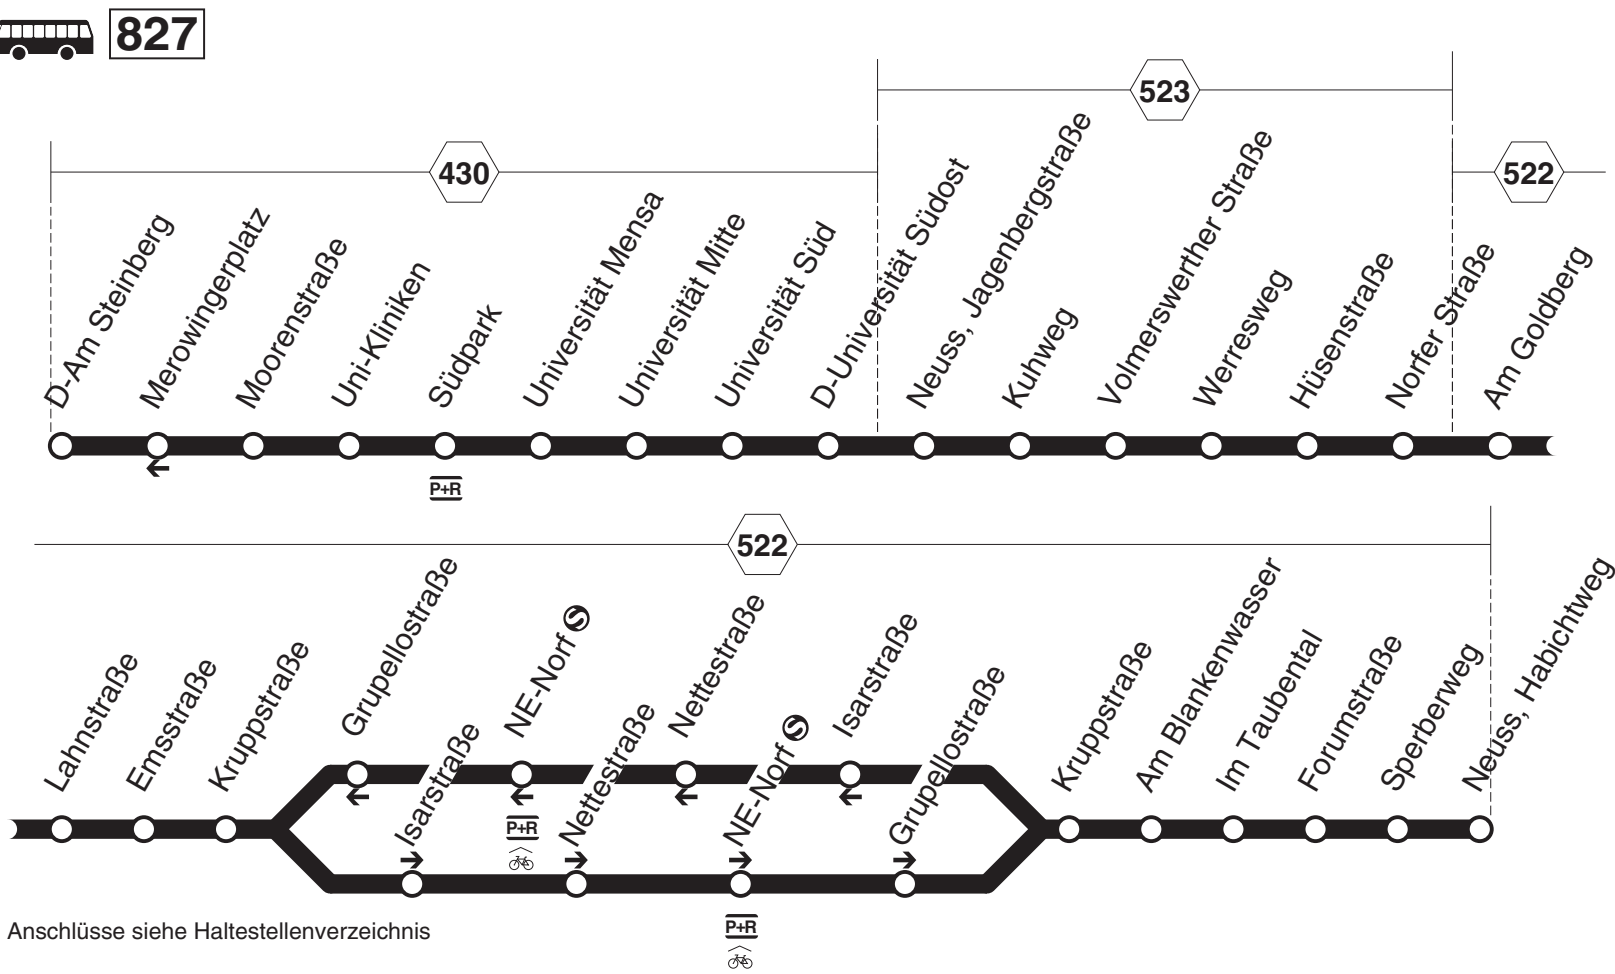 827
523
430
522
D-Am Steinberg
Merowingerplatz
Moorenstraße
Uni-Kliniken
Südpark
Universität Mensa
Universität Mitte
Universität Süd
D-Universität Südost
Neuss, Jagenbergstraße
Kuhweg
Volmerswerther Straße
Werresweg
Hüsenstraße
Norfer Straße
Am Goldberg
P+R
522
Lahnstraße
Emsstraße
Kruppstraße
Grupellostraße
Isarstraße
NE-Norf S
Nettestraße
Nettestraße
NE-Norf S
Isarstraße
Grupellostraße
Kruppstraße
Am Blankenwasser
Im Taubental
Forumstraße
Sperberweg
Neuss, Habichtweg
P+R
P+R
Anschlüsse siehe Haltestellenverzeichnis